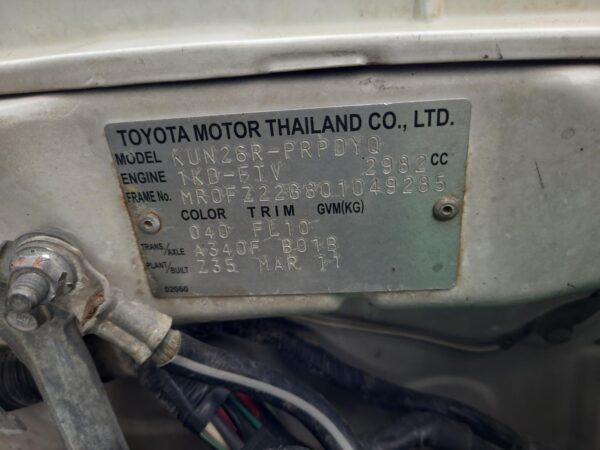 TOYOTA MOTOR THAILAND CO., LTD.
MODEL KUN26R-PRPDYQ
ENGINE 1KD-FTV 2982 CC
FRAME No. MR0FZ22G801049285
COLOR TRIM GVM(KG)
040 FL10
TRANS./AXLE A340F B01B
PLANT/BUILT Z35 MAR 11
02060